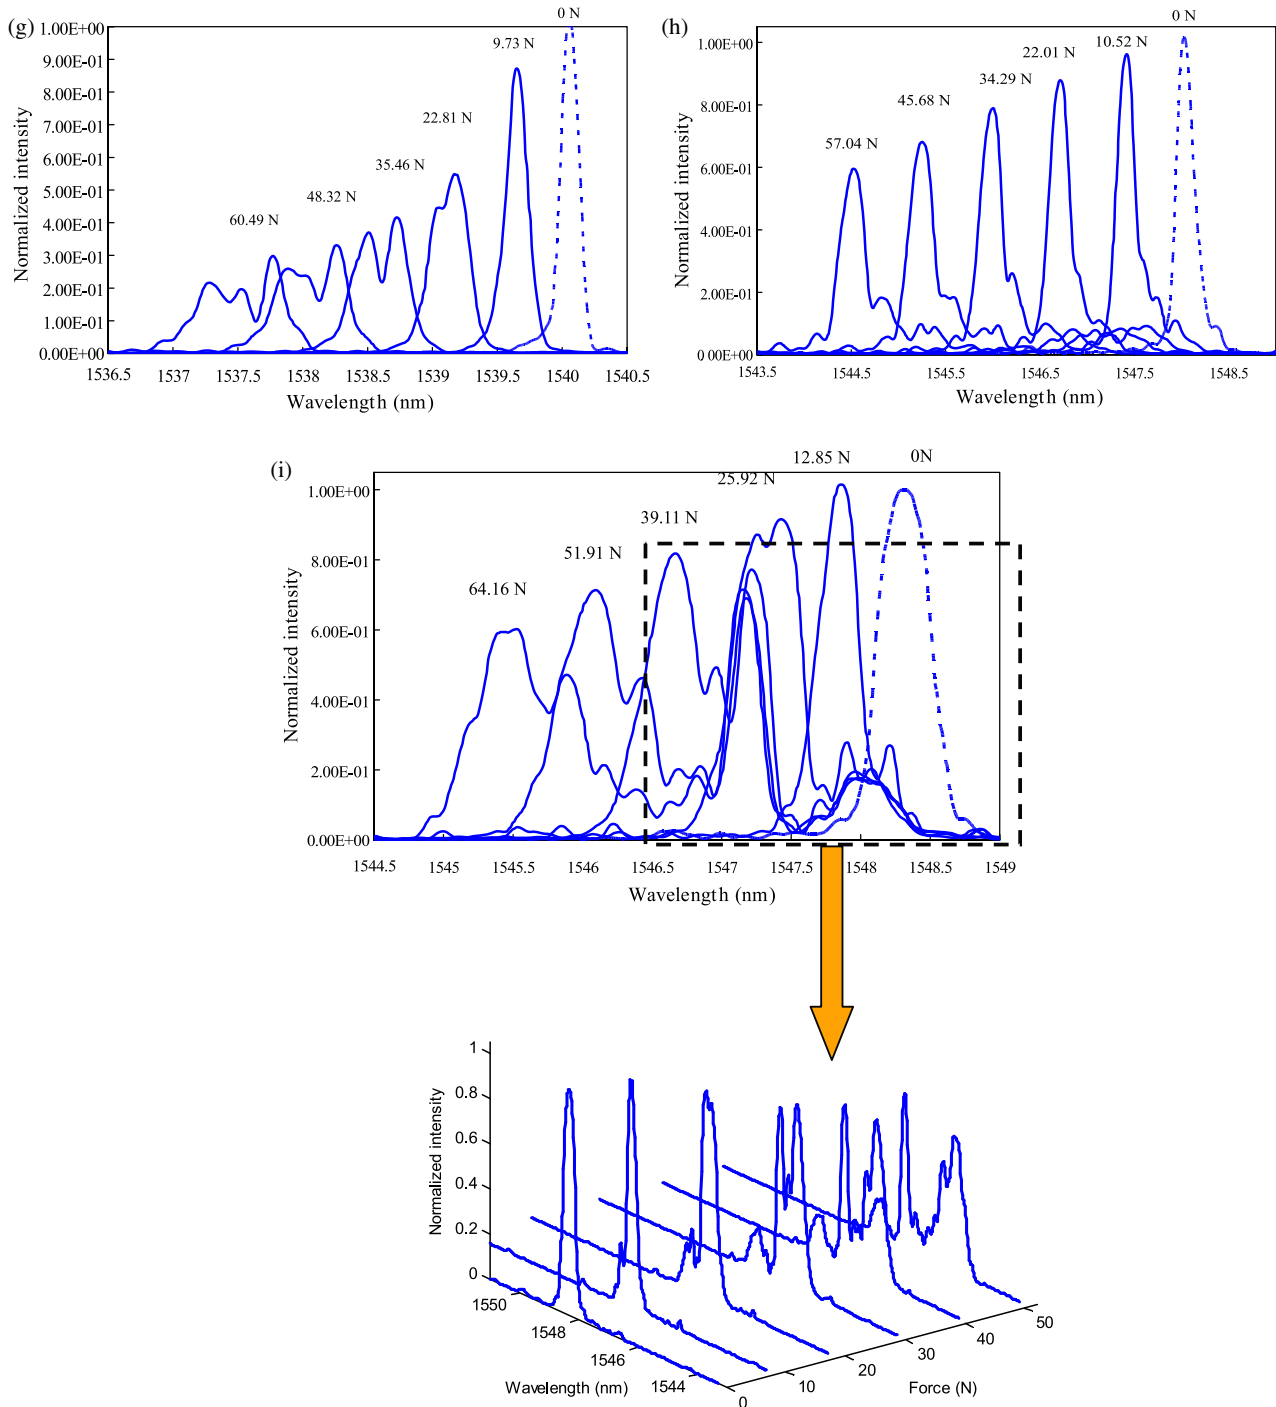 (g)
0 N
1.00E+00
9.73 N
9.00E-01
8.00E-01
22.81 N
7.00E-01
35.46 N
6.00E-01
48.32 N
5.00E-01
60.49 N
4.00E-01
3.00E-01
2.00E-01
1.00E-01
0.00E+00
Normalized intensity
1536.5 1537 1537.5 1538 1538.5 1539 1539.5 1540 1540.5
Wavelength (nm)
(h)
0 N
10.52 N
22.01 N
34.29 N
45.68 N
57.04 N
1.00E+00
8.00E-01
6.00E-01
4.00E-01
2.00E-01
0.00E+00
Normalized intensity
1543.5 1544.5 1545.5 1546.5 1547.5 1548.5
Wavelength (nm)
(i)
12.85 N
0N
25.92 N
39.11 N
51.91 N
64.16 N
1.00E+00
8.00E-01
6.00E-01
4.00E-01
2.00E-01
0.00E+00
Normalized intensity
1544.5 1545 1545.5 1546 1546.5 1547 1547.5 1548 1548.5 1549
Wavelength (nm)
1
0.8
0.6
0.4
0.2
0
Normalized intensity
1550
1548
1546
1544
Wavelength (nm)
0
10
20
30
40
50
Force (N)